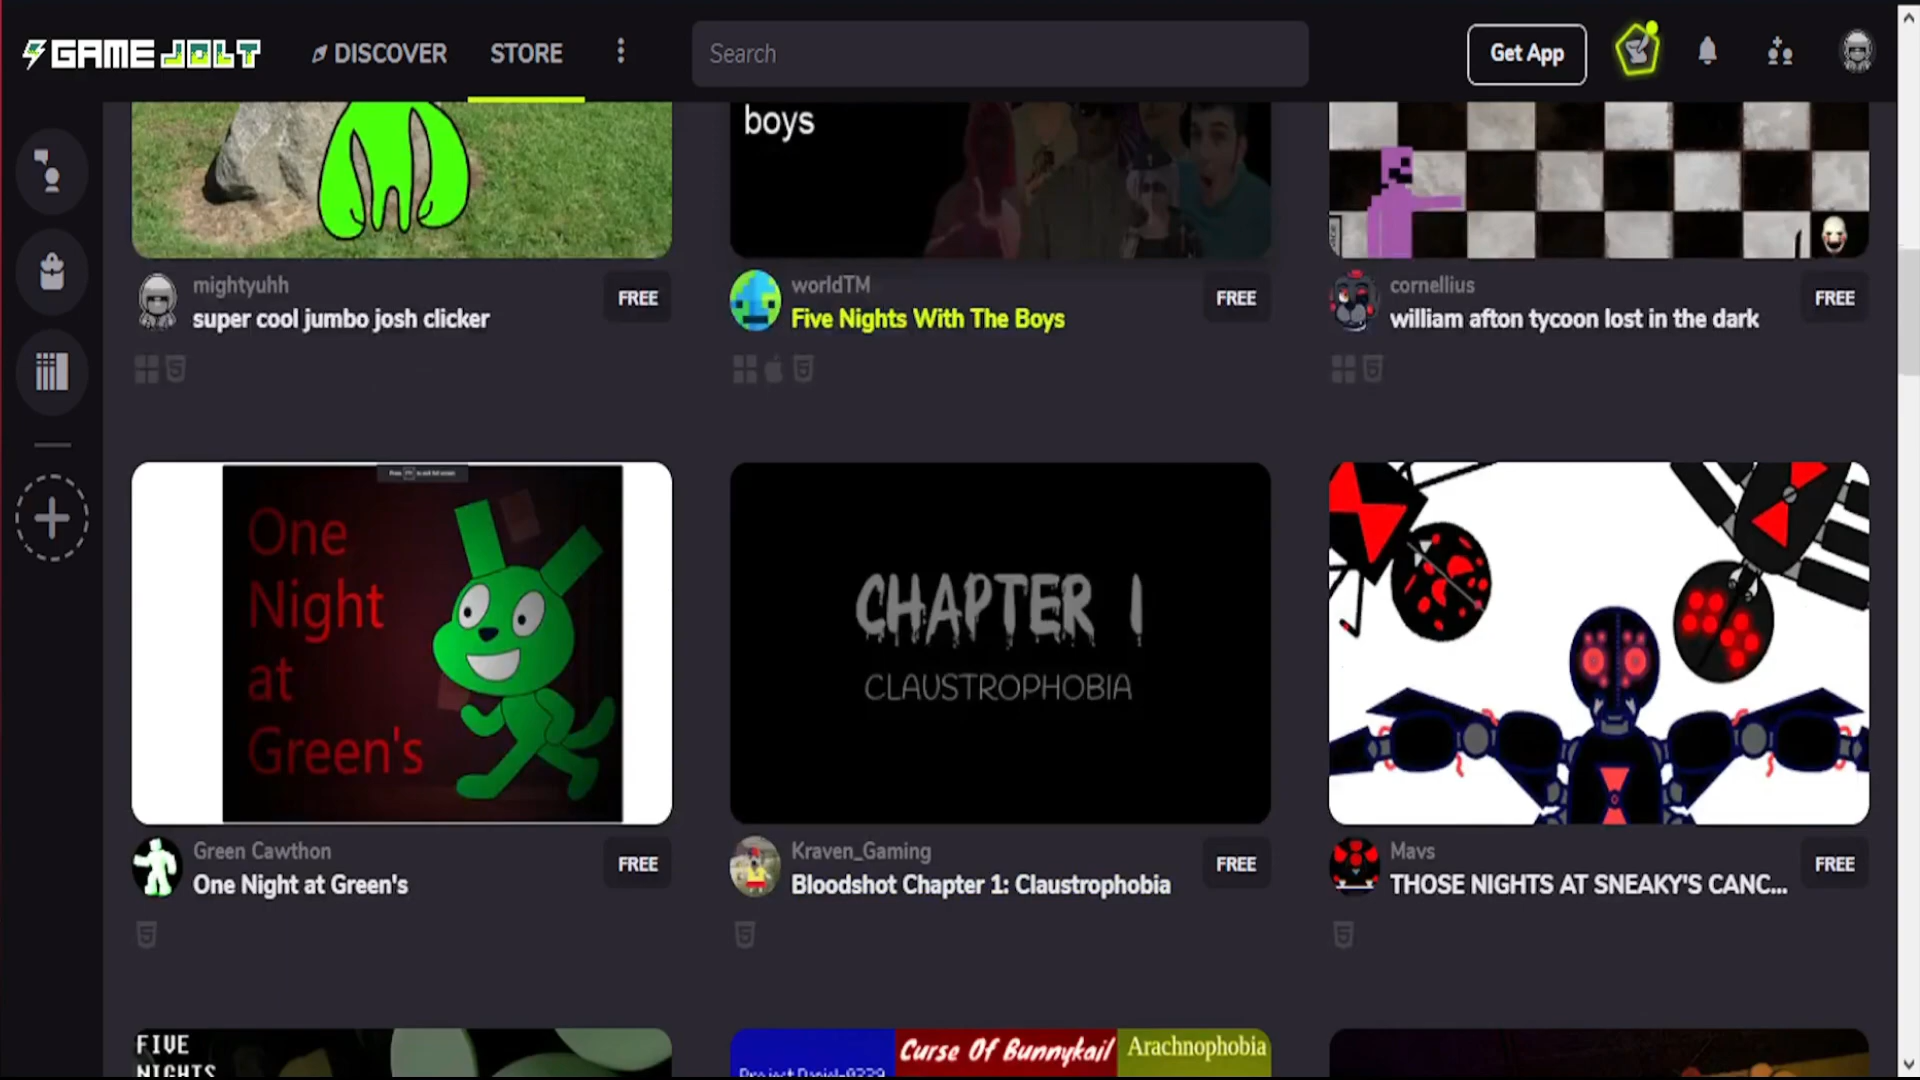 GAME JOLT
DISCOVER
STORE
Search
Get App
boys
mightyuhh
super cool jumbo josh clicker
FREE
worldTM
Five Nights With The Boys
FREE
cornellius
william afton tycoon lost in the dark
FREE
One
Night
at
Green's
CHAPTER 1
CLAUSTROPHOBIA
Green Cawthon
One Night at Green's
FREE
Kraven_Gaming
Bloodshot Chapter 1: Claustrophobia
FREE
Mavs
THOSE NIGHTS AT SNEAKY'S CANC...
FREE
FIVE
NIGHTS
Curse Of Bunnykail
Arachnophobia